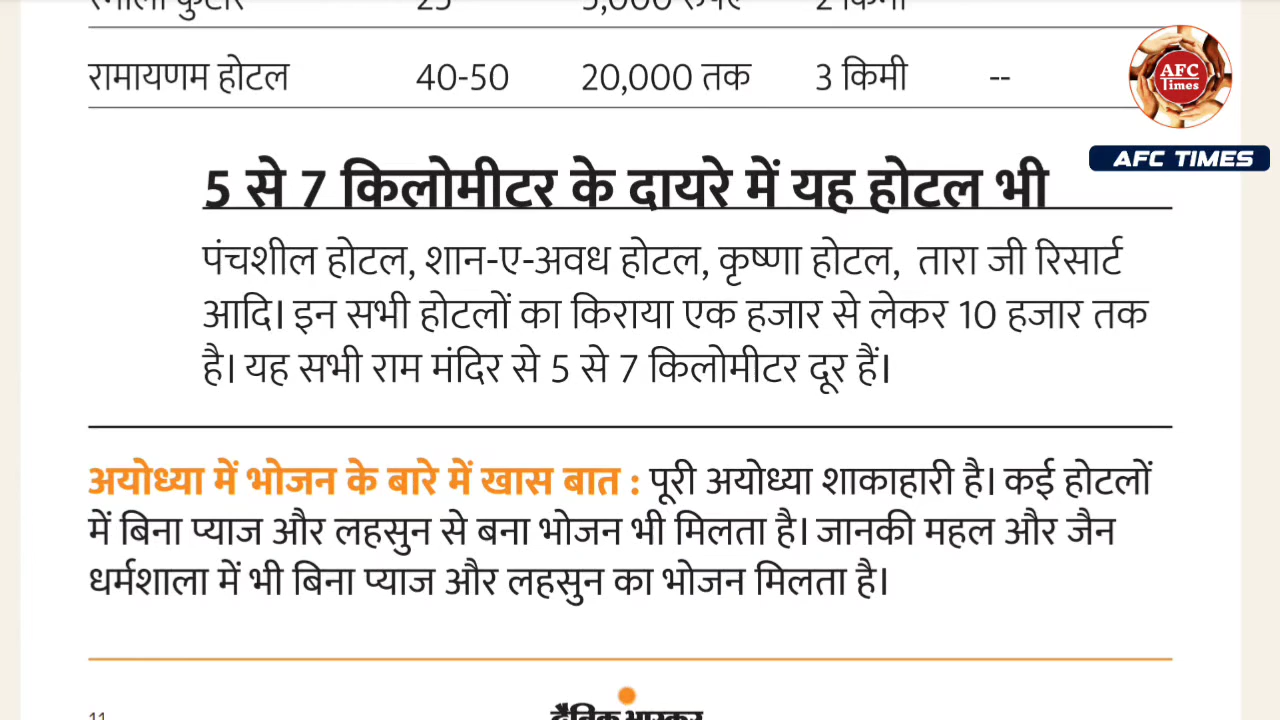 25
रामायणम होटल 40-50 20,000 तक 3 किमी --
AFC
Times
AFC TIMES
5 से 7 किलोमीटर के दायरे में यह होटल भी
पंचशील होटल, शान-ए-अवध होटल, कृष्णा होटल, तारा जी रिसार्ट
आदि। इन सभी होटलों का किराया एक हजार से लेकर 10 हजार तक
है। यह सभी राम मंदिर से 5 से 7 किलोमीटर दूर हैं।
अयोध्या में भोजन के बारे में खास बात : पूरी अयोध्या शाकाहारी है। कई होटलों
में बिना प्याज और लहसुन से बना भोजन भी मिलता है। जानकी महल और जैन
धर्मशाला में भी बिना प्याज और लहसुन का भोजन मिलता है।
11 दैनिक भास्कर